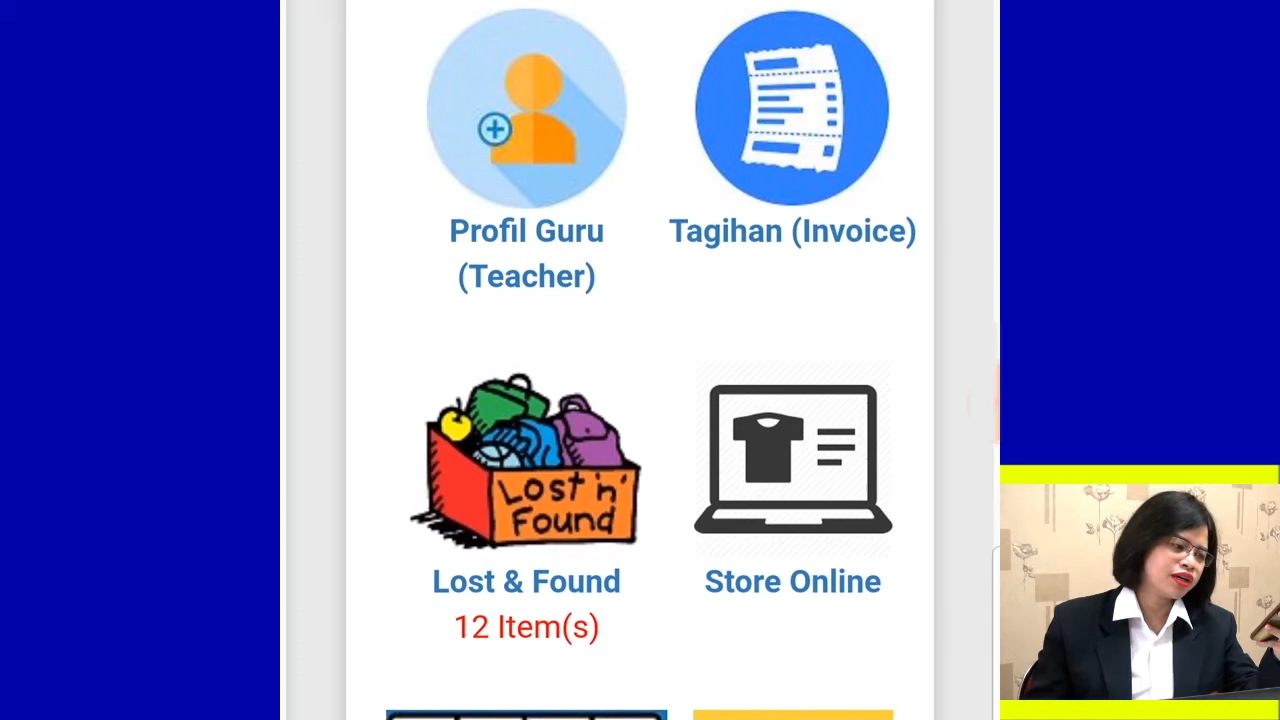 Profil Guru
(Teacher)
Tagihan (Invoice)
Lost 'n'
Found
Lost & Found
12 Item(s)
Store Online